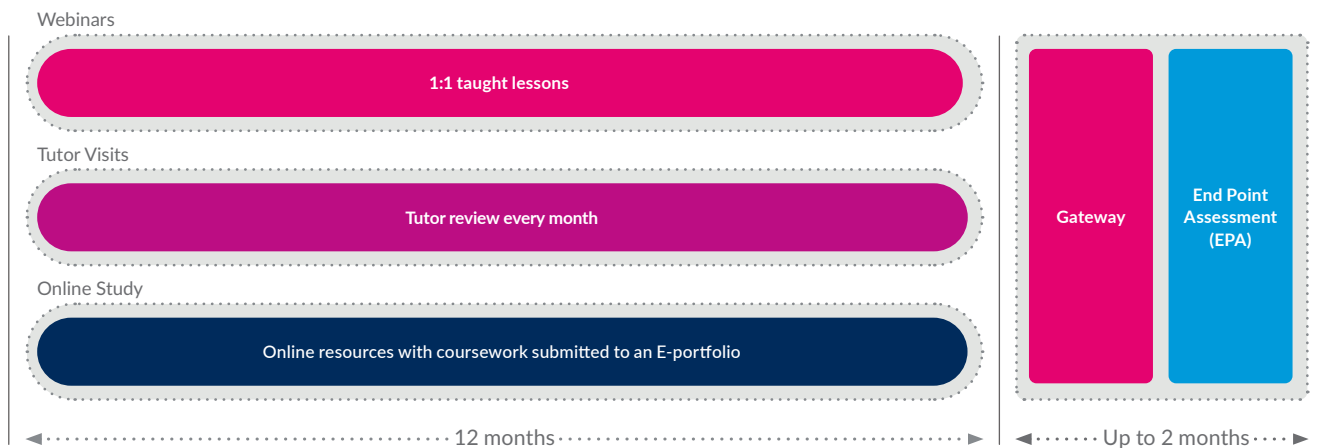 Webinars
1:1 taught lessons
Tutor Visits
Tutor review every month
Online Study
Online resources with coursework submitted to an E-portfolio
12 months
Gateway
End Point
Assessment
(EPA)
Up to 2 months